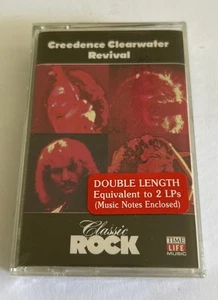 Creedence Clearwater
Revival
DOUBLE LENGTH
Equivalent to 2 LPs
(Music Notes Enclosed)
Classic
ROCK
TIME
LIFE
MUSIC